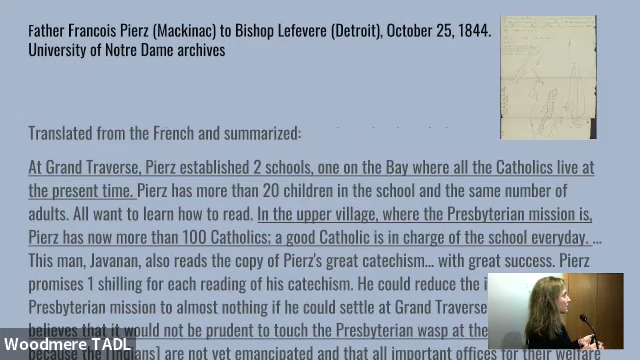 Father Francois Pierz (Mackinac) to Bishop Lefevere (Detroit), October 25, 1844.
University of Notre Dame archives
Translated from the French and summarized:
At Grand Traverse, Pierz established 2 schools, one on the Bay where all the Catholics live at
the present time. Pierz has more than 20 children in the school and the same number of
adults. All want to learn how to read. In the upper village, where the Presbyterian mission is,
Pierz has now more than 100 Catholics; a good Catholic is in charge of the school everyday. ...
This man, Javanan, also reads the copy of Pierz's great catechism... with great success. Pierz
promises 1 shilling for each reading of his catechism. He could reduce the
Presbyterian mission to almost nothing if he could settle at Grand Traverse
believes that it would not be prudent to touch the Presbyterian wasp at the
because the [Indians] are not yet emancipated and that all important offices for their welfare
Woodmere TADL